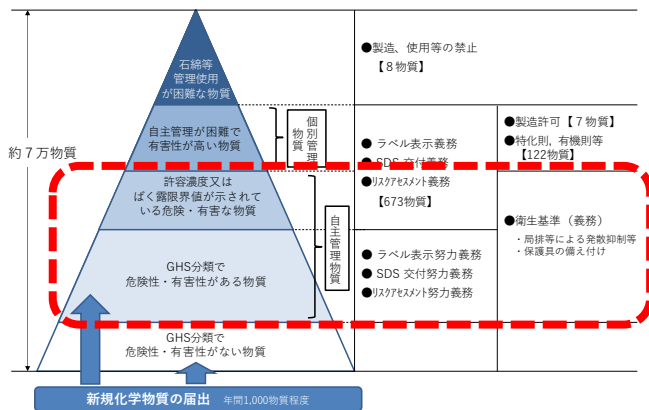 約７万物質
石綿等
管理使用
が困難な物質
自主管理が困難で
有害性が高い物質
許容濃度又は
ばく露限界値が示されて
いる危険・有害な物質
GHS分類で
危険性・有害性がある物質
GHS分類で
危険性・有害性がない物質
個別管理
物質
自主管理物質
●製造、使用等の禁止
【８物質】
● ラベル表示義務
● SDS 交付義務
●ﾘｽｸｱｾｽﾒﾝﾄ義務
【673物質】
● ラベル表示努力義務
● SDS 交付努力義務
●ﾘｽｸｱｾｽﾒﾝﾄ努力義務
●製造許可【７物質】
●特化則，有機則等
【122物質】
●衛生基準（義務）
・局排等による発散抑制等
・保護具の備え付け
新規化学物質の届出　年間1,000物質程度